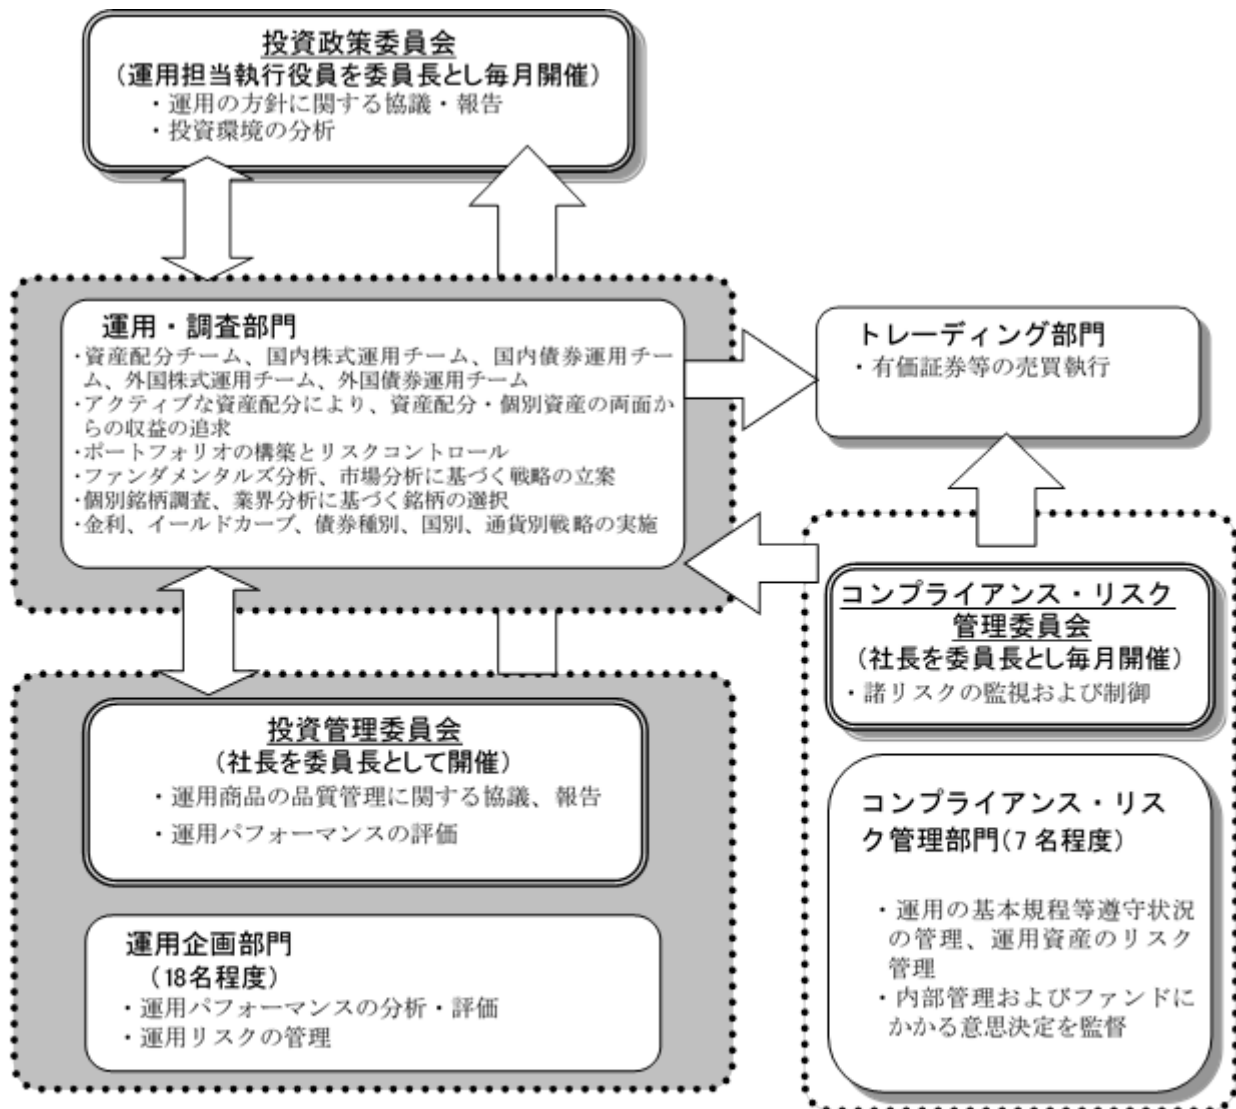 投資政策委員会
(運用担当執行役員を委員長とし毎月開催)
・運用の方針に関する協議・報告
・投資環境の分析
運用・調査部門
・資産配分チーム、国内株式運用チーム、国内債券運用チー
ム、外国株式運用チーム、外国債券運用チーム
・アクティブな資産配分により、資産配分・個別資産の両面か
らの収益の追求
・ポートフォリオの構築とリスクコントロール
・ファンダメンタルズ分析、市場分析に基づく戦略の立案
・個別銘柄調査、業界分析に基づく銘柄の選択
・金利、イールドカーブ、債券種別、国別、通貨別戦略の実施
トレーディング部門
・有価証券等の売買執行
コンプライアンス・リスク
管理委員会
(社長を委員長とし毎月開催)
・諸リスクの監視および制御
投資管理委員会
(社長を委員長として開催)
・運用商品の品質管理に関する協議、報告
・運用パフォーマンスの評価
コンプライアンス・リス
ク管理部門(7名程度)
・運用の基本規程等遵守状況
の管理、運用資産のリスク
管理
・内部管理およびファンドに
かかる意思決定を監督
運用企画部門
(18名程度)
・運用パフォーマンスの分析・評価
・運用リスクの管理